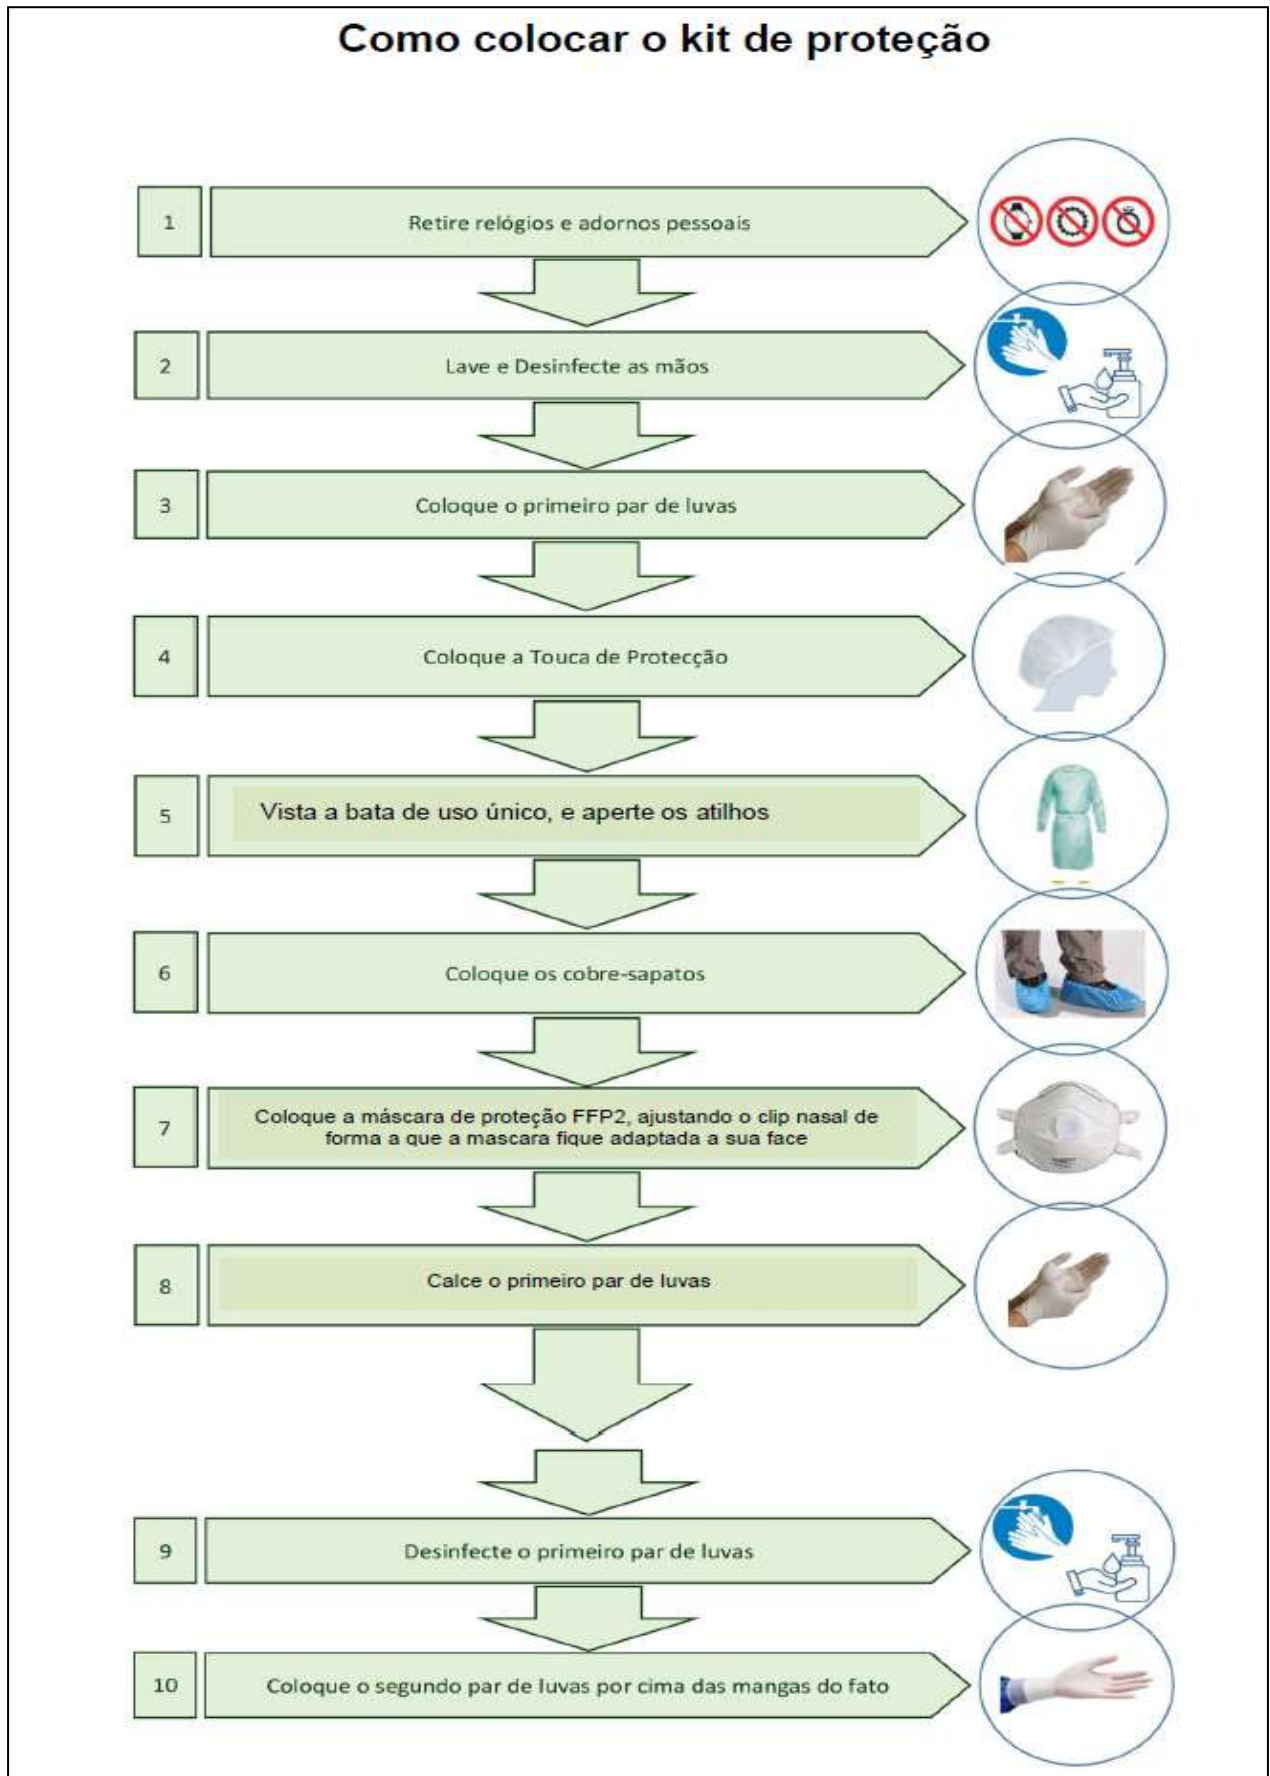 Como colocar o kit de proteção
1
Retire relógios e adornos pessoais
2
Lave e Desinfecte as mãos
3
Coloque o primeiro par de luvas
4
Coloque a Touca de Protecção
5
Vista a bata de uso único, e aperte os atilhos
6
Coloque os cobre-sapatos
7
Coloque a máscara de proteção FFP2, ajustando o clip nasal de
forma a que a mascara fique adaptada a sua face
8
Calce o primeiro par de luvas
9
Desinfecte o primeiro par de luvas
10
Coloque o segundo par de luvas por cima das mangas do fato